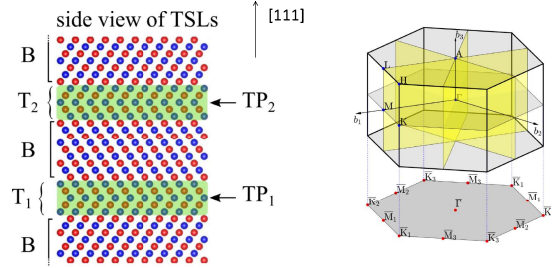 side view of TSLs
[111]
B
T₂
TP₂
B
T₁
TP₁
B
b₃
A
L
H
Γ
M
K
b₁
b₂
K̅₃
M̅₃
K̅₁
M̅₂
K̅₂
Γ̅
M̅₁
M̅₁
K̅
K̅₁
M̅₂
M̅₃
K̅₃